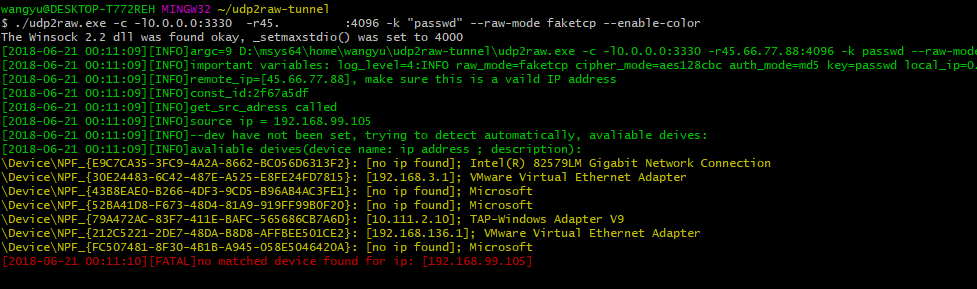 wangyu@DESKTOP-T772REH MINGW32 ~/udp2raw-tunnel
$ ./udp2raw.exe -c -l0.0.0.0:3330 -r45. :4096 -k "passwd" --raw-mode faketcp --enable-color
The Winsock 2.2 dll was found okay, _setmaxstdio() was set to 4000
[2018-06-21 00:11:09][INFO]argc=9 D:\msys64\home\wangyu\udp2raw-tunnel\udp2raw.exe -c -l0.0.0.0:3330 -r45.66.77.88:4096 -k passwd --raw-mode
[2018-06-21 00:11:09][INFO]important variables: log_level=4:INFO raw_mode=faketcp cipher_mode=aes128cbc auth_mode=md5 key=passwd local_ip=0.
[2018-06-21 00:11:09][INFO]remote_ip=[45.66.77.88], make sure this is a vaild IP address
[2018-06-21 00:11:09][INFO]const_id:2f67a5df
[2018-06-21 00:11:09][INFO]get_src_adress called
[2018-06-21 00:11:09][INFO]source ip = 192.168.99.105
[2018-06-21 00:11:09][INFO]--dev have not been set, trying to detect automatically, avaliable deives:
[2018-06-21 00:11:09][INFO]avaliable deives(device name: ip address ; description):
\Device\NPF_{E9C7CA35-3FC9-4A2A-8662-BC056D6313F2}: [no ip found]; Intel(R) 82579LM Gigabit Network Connection
\Device\NPF_{30E24483-6C42-487E-A525-E8FE24FD7815}: [192.168.3.1]; VMware Virtual Ethernet Adapter
\Device\NPF_{43B8EAE0-B266-4DF3-9CD5-B96AB4AC3FE1}: [no ip found]; Microsoft
\Device\NPF_{52BA41D8-F673-48D4-81A9-919FF99B0F20}: [no ip found]; Microsoft
\Device\NPF_{79A472AC-83F7-411E-BAFC-565686CB7A6D}: [10.111.2.10]; TAP-Windows Adapter V9
\Device\NPF_{212C5221-2DE7-48DA-B8D8-AFFBEE501CE2}: [192.168.136.1]; VMware Virtual Ethernet Adapter
\Device\NPF_{FC507481-8F30-4B1B-A945-058E5046420A}: [no ip found]; Microsoft
[2018-06-21 00:11:10][FATAL]no matched device found for ip: [192.168.99.105]